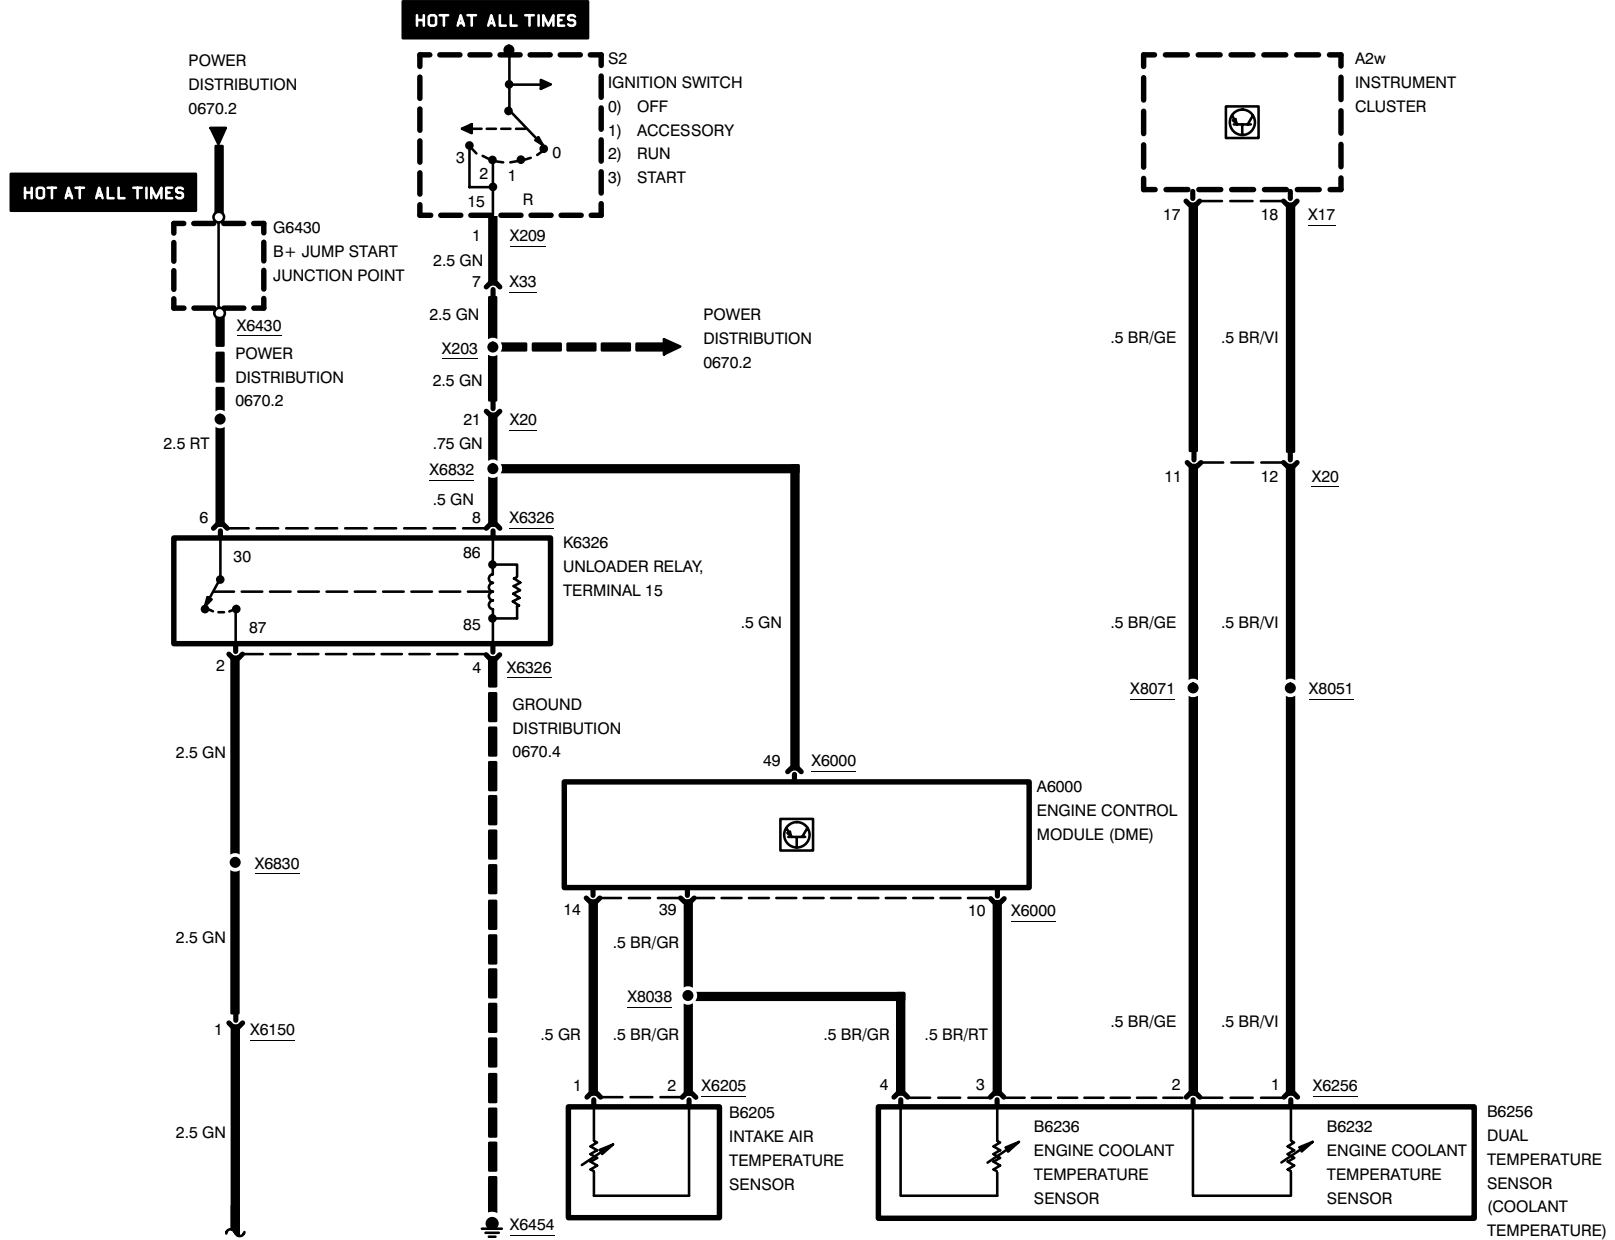 HOT AT ALL TIMES
POWER
DISTRIBUTION
0670.2
HOT AT ALL TIMES
G6430
B+ JUMP START
JUNCTION POINT
X6430
POWER
DISTRIBUTION
0670.2
2.5 RT
S2
IGNITION SWITCH
0) OFF
1) ACCESSORY
2) RUN
3) START
3
2
1
0
15
R
1
X209
2.5 GN
7
X33
2.5 GN
X203
POWER
DISTRIBUTION
0670.2
2.5 GN
21
X20
.75 GN
X6832
.5 GN
6
8
X6326
30
86
87
85
K6326
UNLOADER RELAY,
TERMINAL 15
2
4
X6326
GROUND
DISTRIBUTION
0670.4
2.5 GN
X6830
2.5 GN
1
X6150
2.5 GN
X6454
.5 GN
49
X6000
A6000
ENGINE CONTROL
MODULE (DME)
14
39
10
X6000
.5 BR/GR
X8038
.5 GR
.5 BR/GR
.5 BR/GR
.5 BR/RT
1
2
X6205
B6205
INTAKE AIR
TEMPERATURE
SENSOR
A2w
INSTRUMENT
CLUSTER
17
18
X17
.5 BR/GE
.5 BR/VI
11
12
X20
.5 BR/GE
.5 BR/VI
X8071
X8051
.5 BR/GE
.5 BR/VI
4
3
2
1
X6256
B6236
ENGINE COOLANT
TEMPERATURE
SENSOR
B6232
ENGINE COOLANT
TEMPERATURE
SENSOR
B6256
DUAL
TEMPERATURE
SENSOR
(COOLANT
TEMPERATURE)